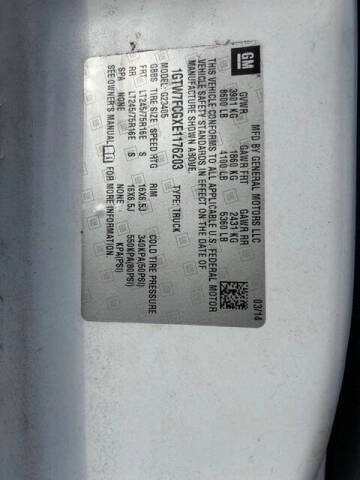 GM
MFD BY GENERAL MOTORS LLC
03/14
GVWR GAWR FRT GAWR RR
3901 KG 1860 KG 2431 KG
8600 LB 4100 LB 5360 LB
THIS VEHICLE CONFORMS TO ALL APPLICABLE U.S. FEDERAL MOTOR
VEHICLE SAFETY STANDARDS IN EFFECT ON THE DATE OF
MANUFACTURE SHOWN ABOVE.
1GTW7FCGXE1176203 TYPE: TRUCK
MODEL: G23405
GBBS TIRE SIZE SPEED RTG RIM COLD TIRE PRESSURE
FRT LT245/75R16E S 16X6.5J 340KPA(50PSI)
RR LT245/75R16E S 16X6.5J 550KPA(80PSI)
SPA NONE NONE KPA(PSI)
SEE OWNER'S MANUAL FOR MORE INFORMATION.